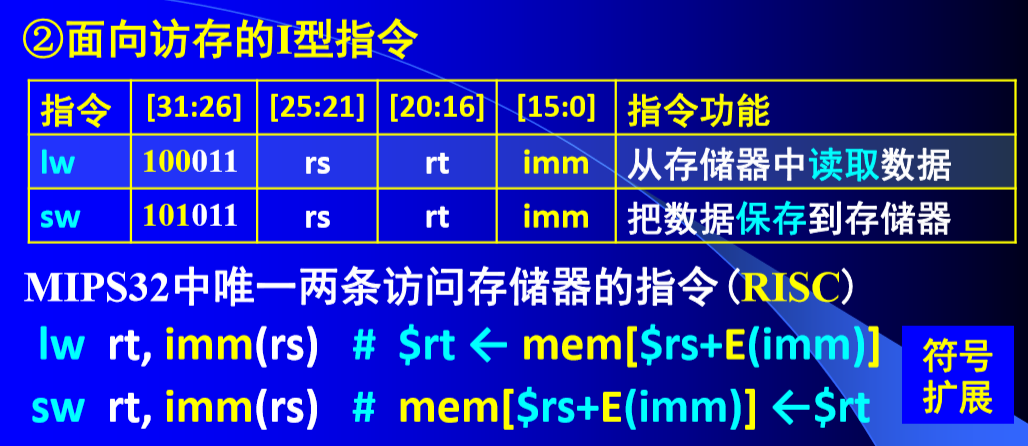 ②面向访存的I型指令
指令 [31:26] [25:21] [20:16] [15:0] 指令功能
lw 100011 rs rt imm 从存储器中读取数据
sw 101011 rs rt imm 把数据保存到存储器
MIPS32中唯一两条访问存储器的指令(RISC)
lw rt, imm(rs) # $rt ← mem[$rs+E(imm)]
sw rt, imm(rs) # mem[$rs+E(imm)] ←$rt
符号
扩展